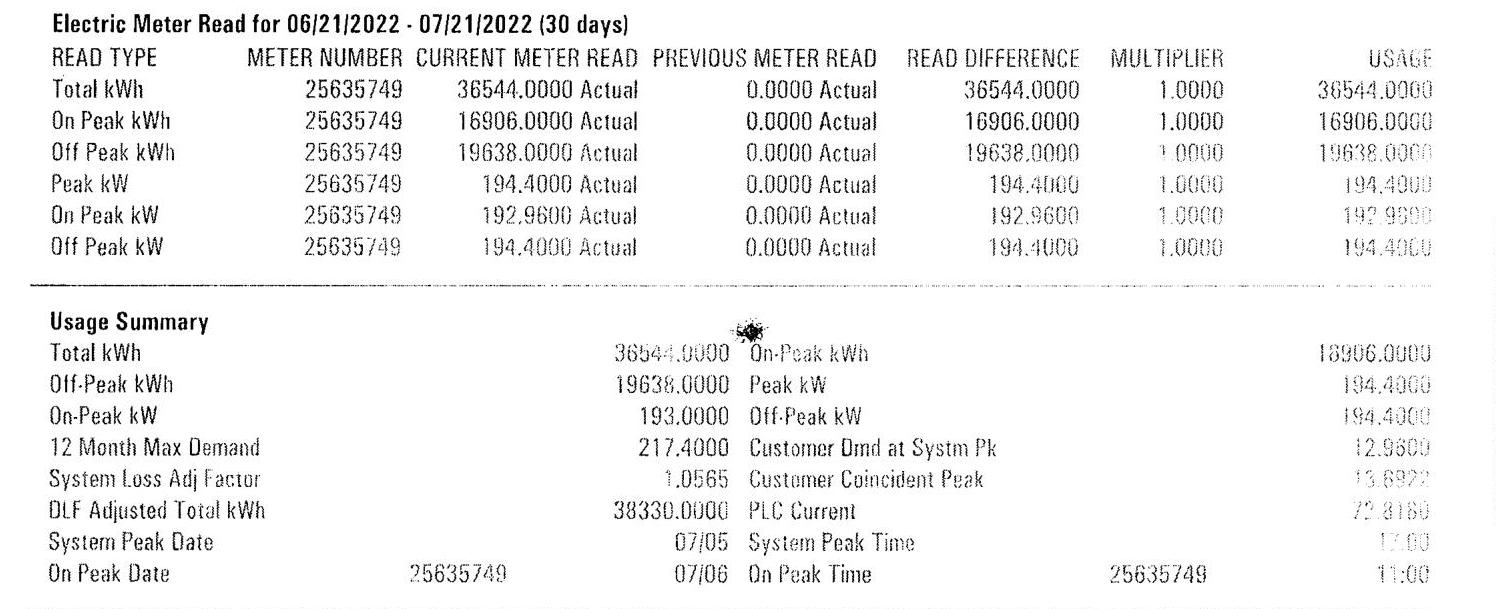 Electric Meter Read for 06/21/2022 - 07/21/2022 (30 days)
READ TYPE METER NUMBER CURRENT METER READ PREVIOUS METER READ READ DIFFERENCE MULTIPLIER USAGE
Total kWh 25635749 36544.0000 Actual 0.0000 Actual 36544.0000 1.0000 36544.0000
On Peak kWh 25635749 16906.0000 Actual 0.0000 Actual 16906.0000 1.0000 16906.0000
Off Peak kWh 25635749 19638.0000 Actual 0.0000 Actual 19638.0000 1.0000 19638.0000
Peak kW 25635749 194.4000 Actual 0.0000 Actual 194.4000 1.0000 194.4000
On Peak kW 25635749 192.9600 Actual 0.0000 Actual 192.9600 1.0000 192.9600
Off Peak kW 25635749 194.4000 Actual 0.0000 Actual 194.4000 1.0000 194.4000
Usage Summary
Total kWh 36544.0000 On-Peak kWh 16906.0000
Off-Peak kWh 19638.0000 Peak kW 194.4000
On-Peak kW 193.0000 Off-Peak kW 194.4000
12 Month Max Demand 217.4000 Customer Dmd at Systm Pk 12.9600
System Loss Adj Factor 1.0565 Customer Coincident Peak 13.6922
DLF Adjusted Total kWh 38330.0000 PLC Current 72.8160
System Peak Date 07/05 System Peak Time 17:00
On Peak Date 25635749 07/06 On Peak Time 25635749 11:00